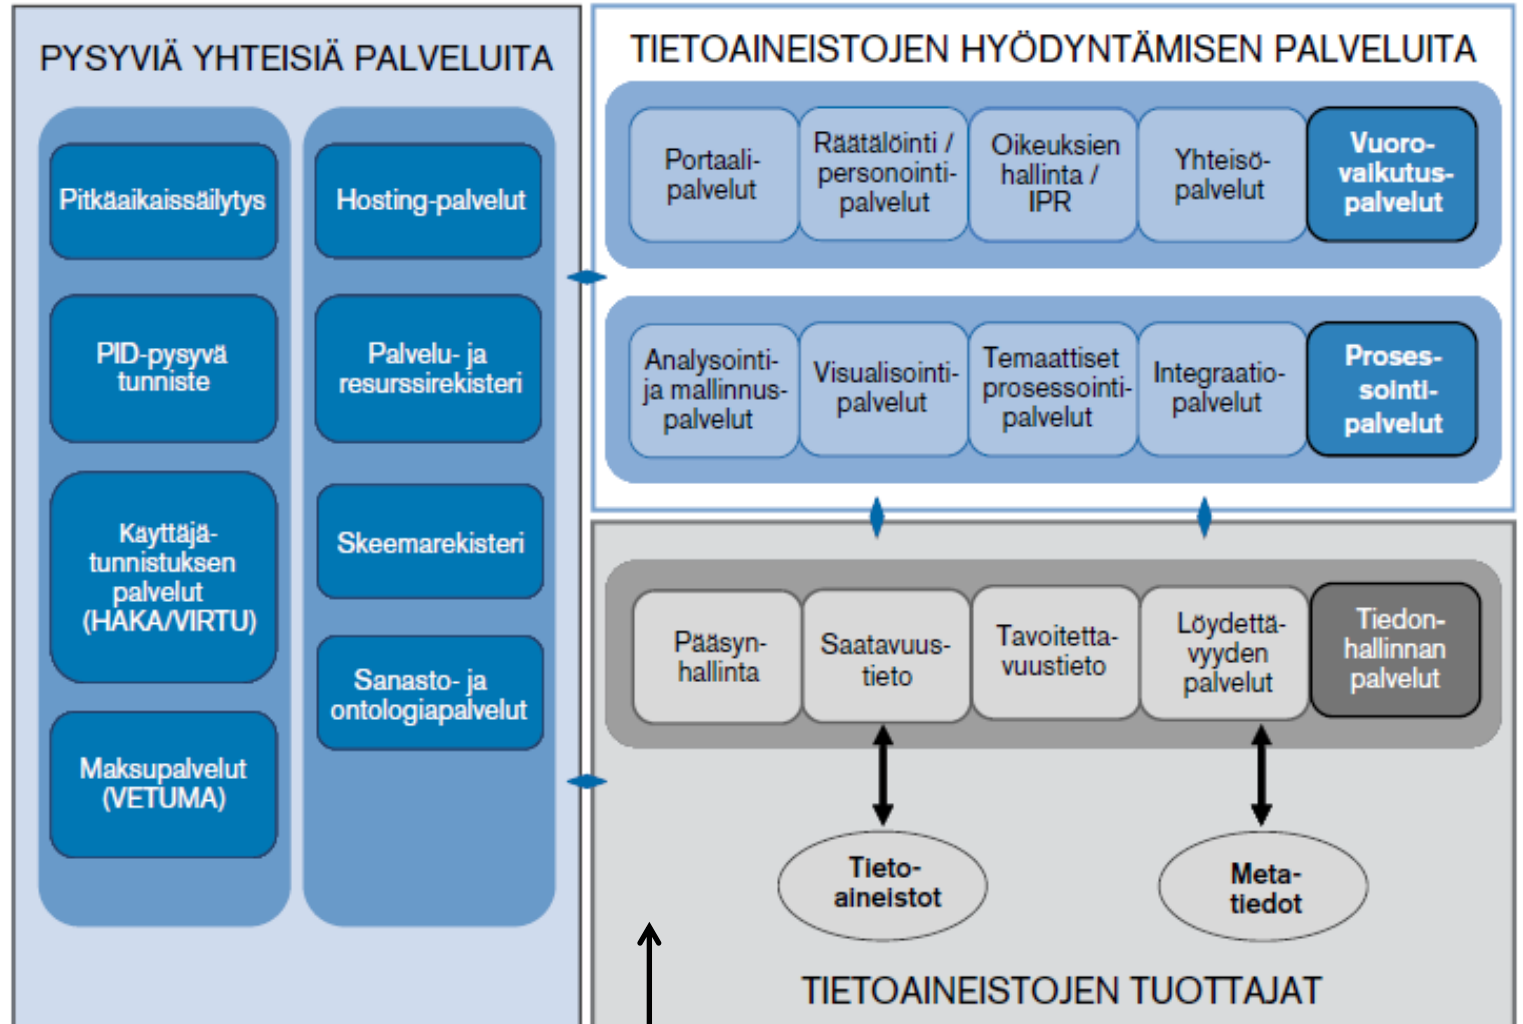 PYSYVIÄ YHTEISIÄ PALVELUITA
Pitkäaikaissäilytys
PID-pysyvä
tunniste
Käyttäjä-
tunnistuksen
palvelut
(HAKA/VIRTU)
Maksupalvelut
(VETUMA)
Hosting-palvelut
Palvelu- ja
resurssirekisteri
Skeemarekisteri
Sanasto- ja
ontologiapalvelut
TIETOAINEISTOJEN HYÖDYNTÄMISEN PALVELUITA
Portaali-
palvelut
Räätälöinti /
personointi-
palvelut
Oikeuksien
hallinta /
IPR
Yhteisö-
palvelut
Vuoro-
vaikutus-
palvelut
Analysointi-
ja mallinnus-
palvelut
Visualisointi-
palvelut
Temaattiset
prosessointi-
palvelut
Integraatio-
palvelut
Proses-
sointi-
palvelut
Pääsyn-
hallinta
Saatavuus-
tieto
Tavoitetta-
vuustieto
Löydettä-
vyyden
palvelut
Tiedon-
hallinnan
palvelut
Tieto-
aineistot
Meta-
tiedot
TIETOAINEISTOJEN TUOTTAJAT